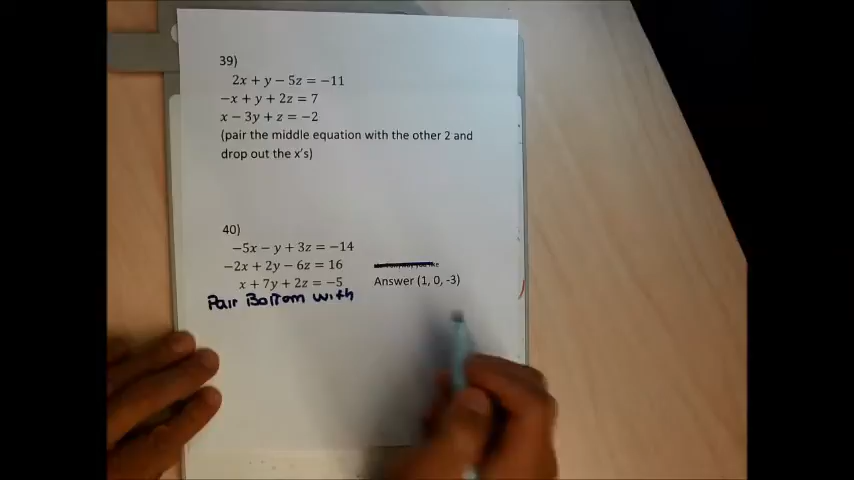 39)
2x + y − 5z = −11
−x + y + 2z = 7
x − 3y + z = −2
(pair the middle equation with the other 2 and
drop out the x's)
40)
−5x − y + 3z = −14
−2x + 2y − 6z = 16
x + 7y + 2z = −5
Answer (1, 0, -3)
Pair Bottom with